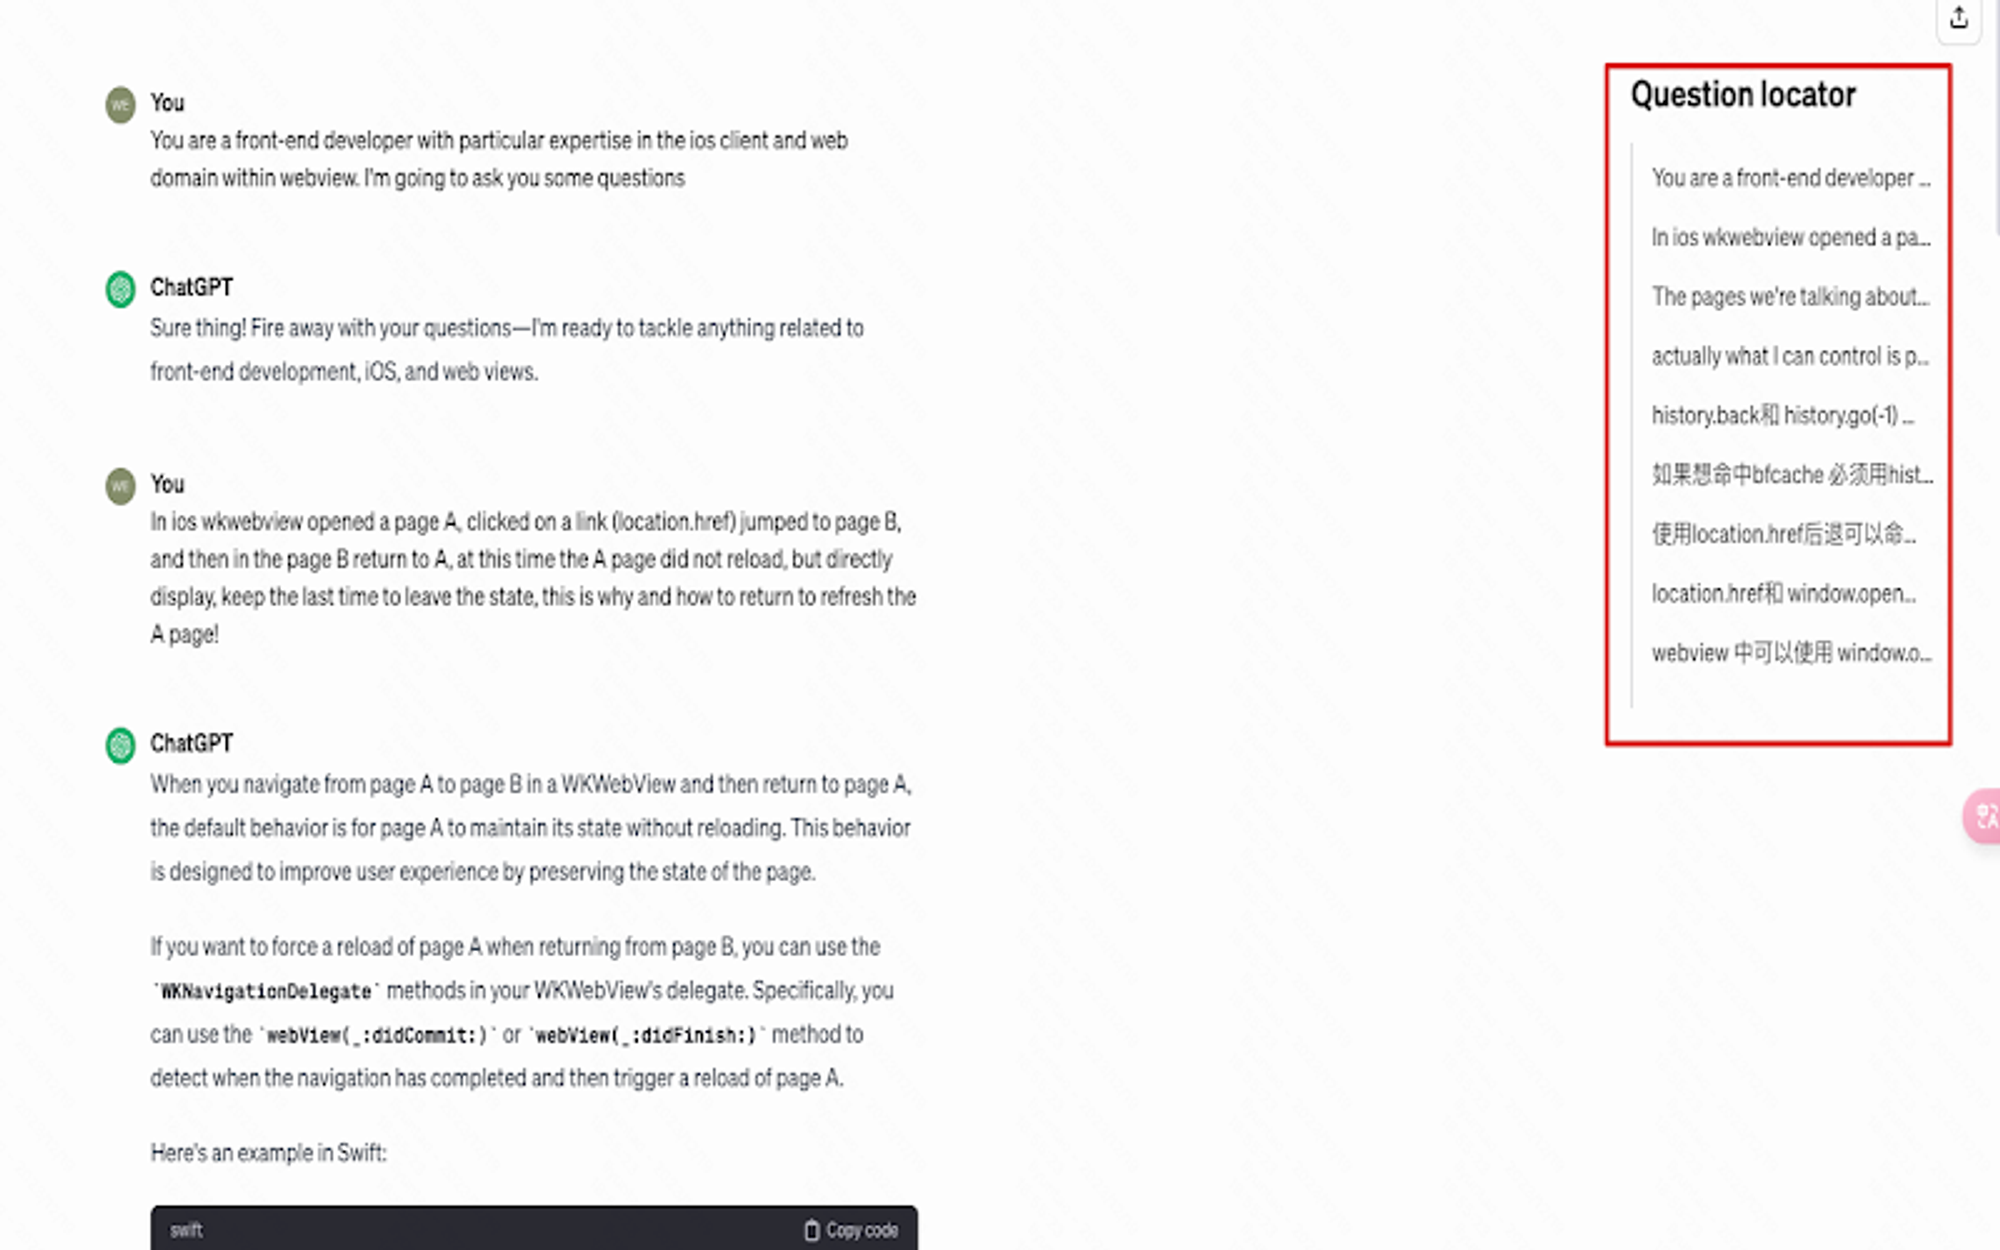 You
You are a front-end developer with particular expertise in the ios client and web
domain within webview. I'm going to ask you some questions
ChatGPT
Sure thing! Fire away with your questions—I'm ready to tackle anything related to
front-end development, iOS, and web views.
You
In ios wkwebview opened a page A, clicked on a link (location.href) jumped to page B,
and then in the page B return to A, at this time the A page did not reload, but directly
display, keep the last time to leave the state, this is why and how to return to refresh the
A page!
ChatGPT
When you navigate from page A to page B in a WKWebView and then return to page A,
the default behavior is for page A to maintain its state without reloading. This behavior
is designed to improve user experience by preserving the state of the page.
If you want to force a reload of page A when returning from page B, you can use the
`WKNavigationDelegate` methods in your WKWebView's delegate. Specifically, you
can use the `webView(_:didCommit:)` or `webView(_:didFinish:)` method to
detect when the navigation has completed and then trigger a reload of page A.
Here's an example in Swift:
swift
Copy code
Question locator
You are a front-end developer ...
In ios wkwebview opened a pa...
The pages we're talking about...
actually what I can control is p...
history.back和 history.go(-1) ...
如果想命中bfcache 必须用hist...
使用location.href后退可以命...
location.href和 window.open...
webview 中可以使用 window.o...